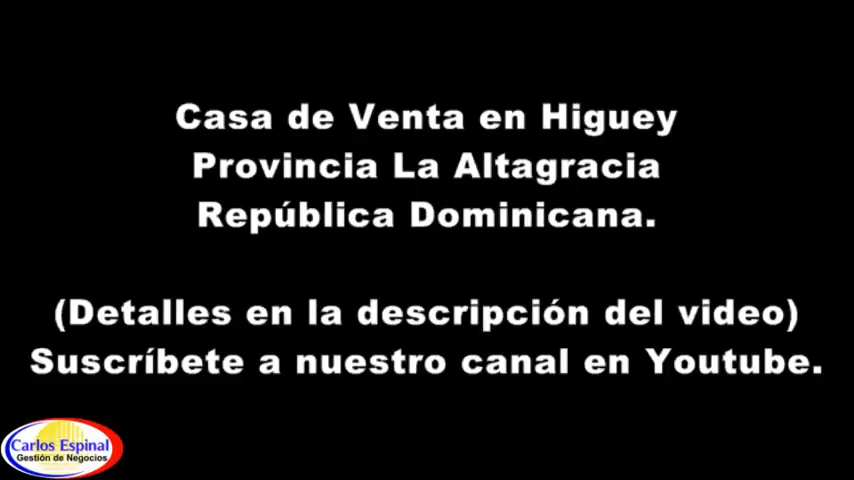 Casa de Venta en Higuey
Provincia La Altagracia
República Dominicana.
(Detalles en la descripción del video)
Suscríbete a nuestro canal en Youtube.
Carlos Espinal
Gestión de Negocios